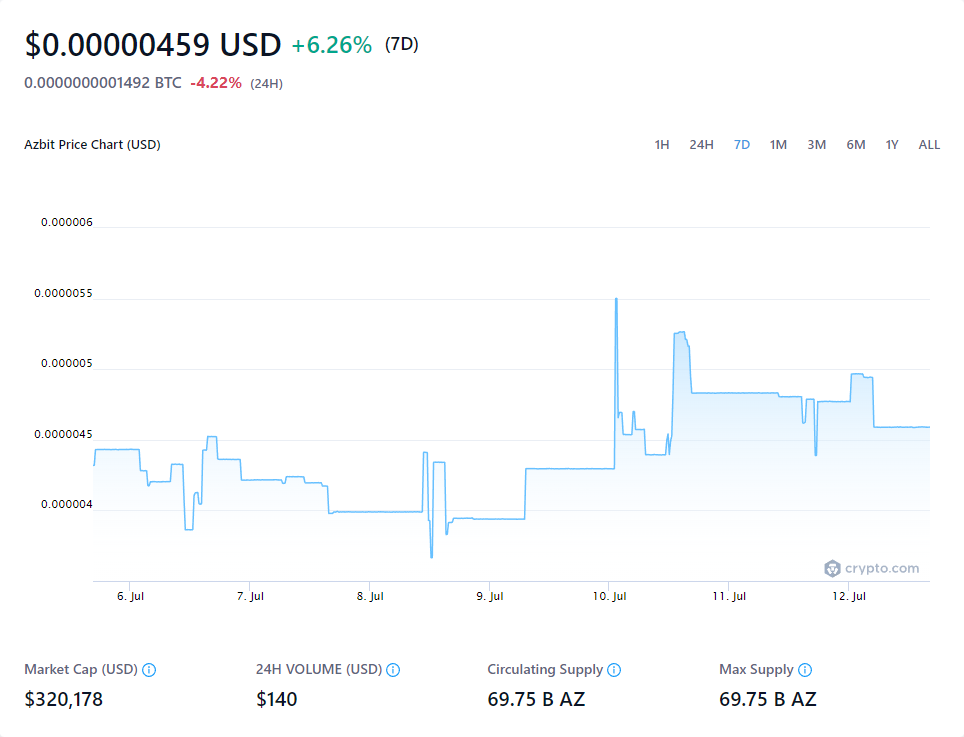 $0.00000459 USD +6.26% (7D)
0.0000000001492 BTC -4.22% (24H)
Azbit Price Chart (USD) 1H 24H 7D 1M 3M 6M 1Y ALL
0.000006
0.0000055
0.000005
0.0000045
0.000004
crypto.com
6. Jul 7. Jul 8. Jul 9. Jul 10. Jul 11. Jul 12. Jul
Market Cap (USD) 24H VOLUME (USD) Circulating Supply Max Supply
$320,178 $140 69.75 B AZ 69.75 B AZ